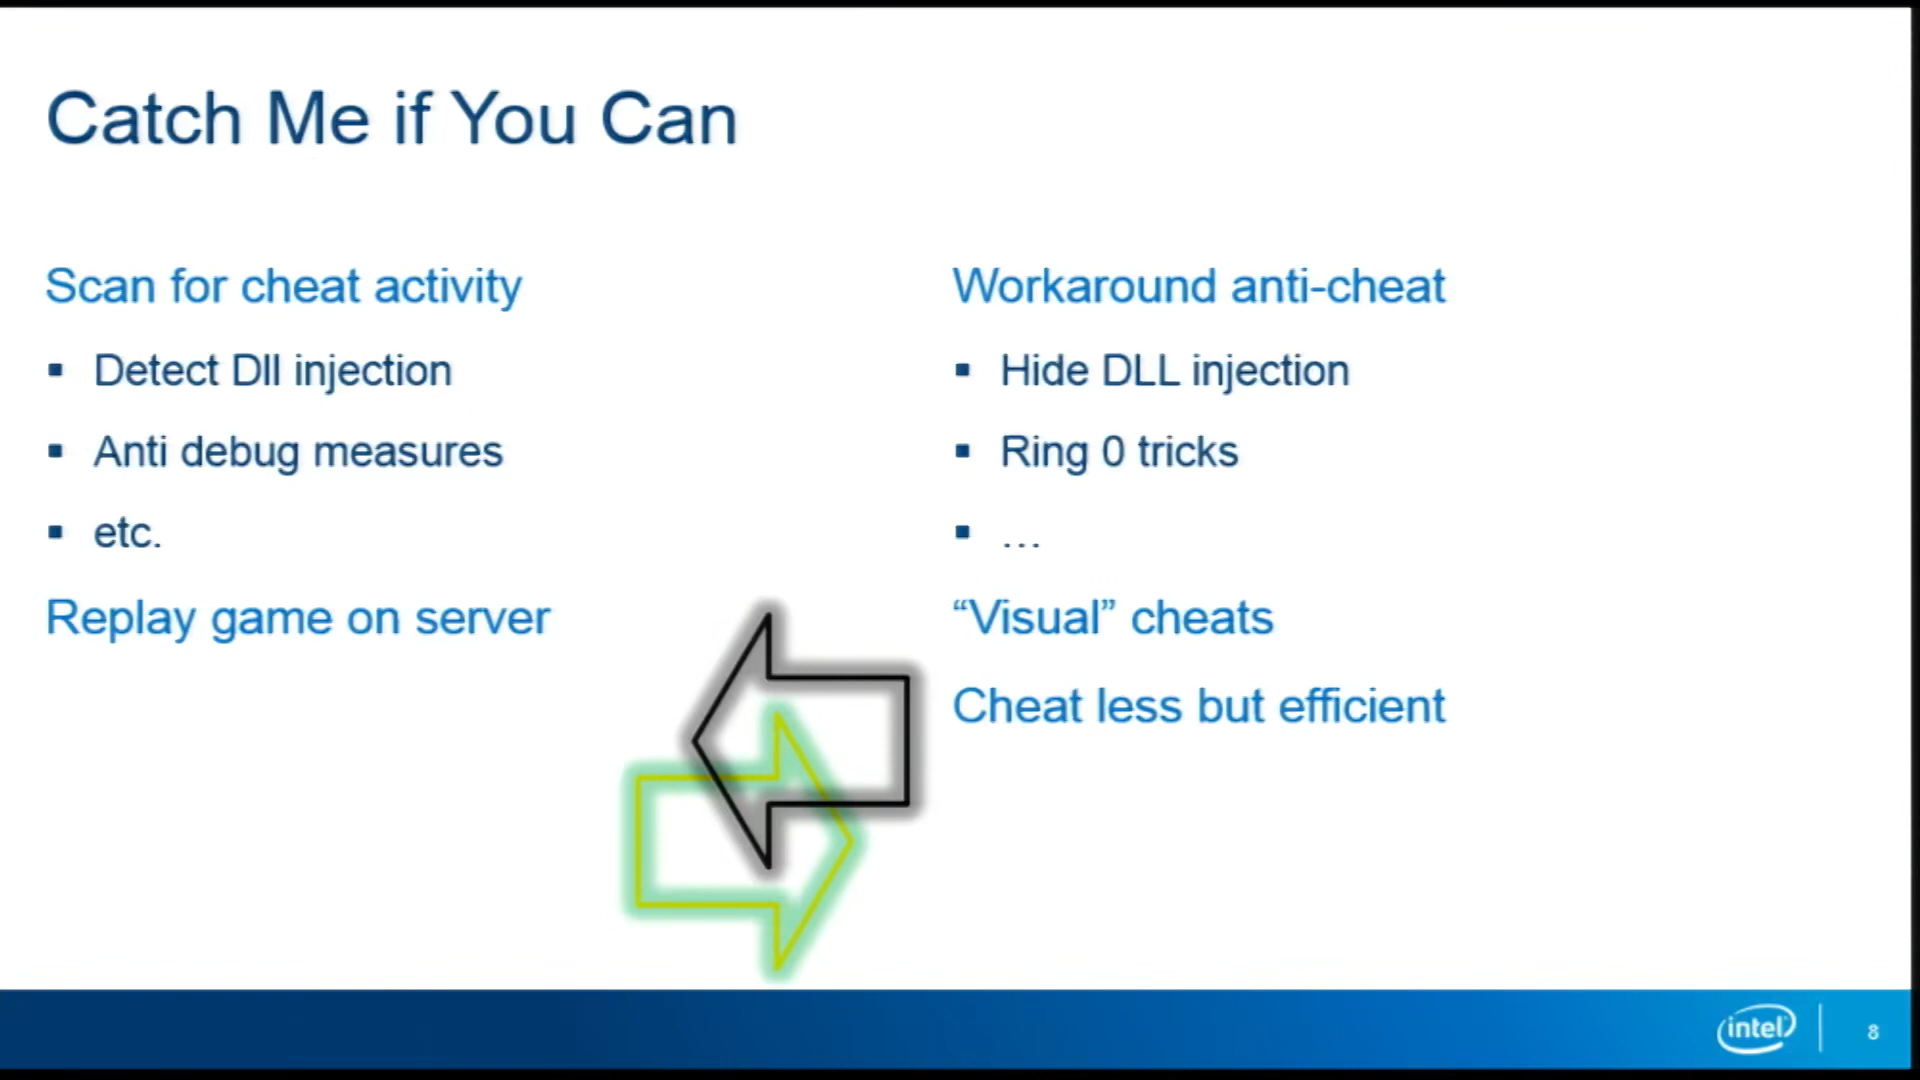 Catch Me if You Can
Scan for cheat activity
▪ Detect Dll injection
▪ Anti debug measures
▪ etc.
Replay game on server
Workaround anti-cheat
▪ Hide DLL injection
▪ Ring 0 tricks
▪ …
“Visual” cheats
Cheat less but efficient
intel
8